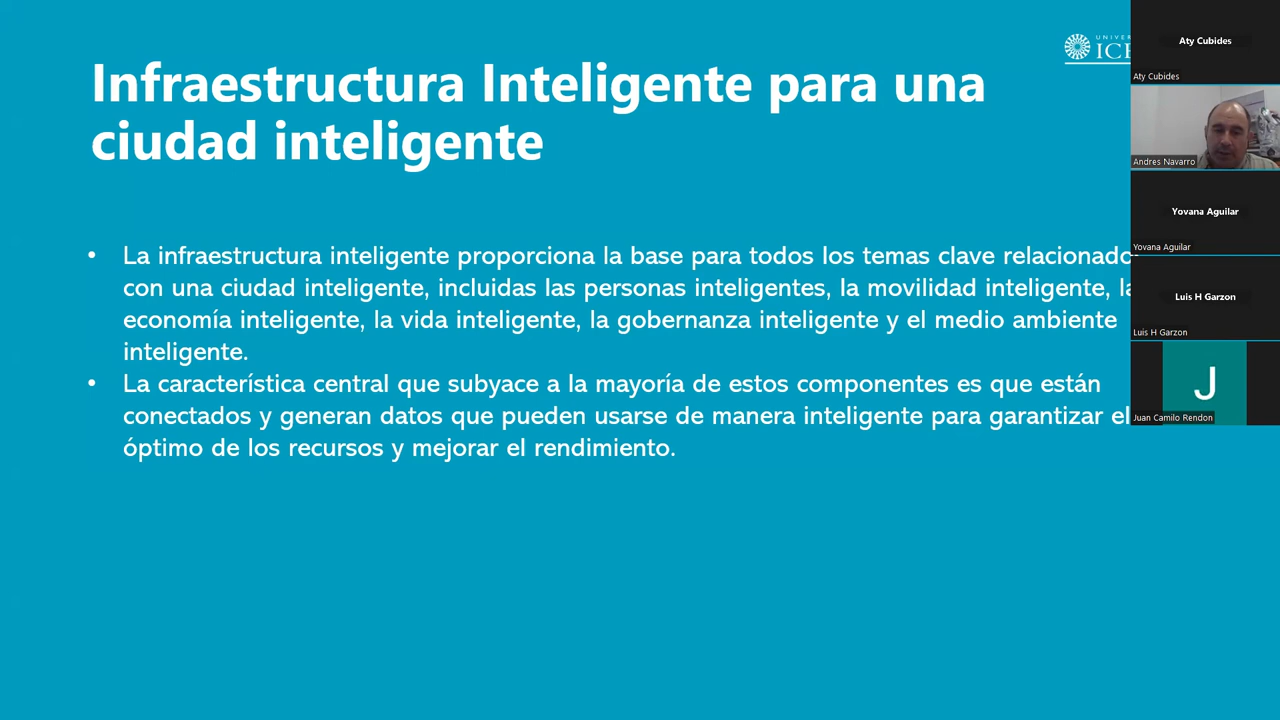 Infraestructura Inteligente para una
ciudad inteligente
• La infraestructura inteligente proporciona la base para todos los temas clave
con una ciudad inteligente, incluidas las personas inteligentes, la movilidad inteligente,
economía inteligente, la vida inteligente, la gobernanza inteligente y el medio ambiente
inteligente.
• La característica central que subyace a la mayoría de estos componentes es que están
conectados y generan datos que pueden usarse de manera inteligente para garantizar el
óptimo de los recursos y mejorar el rendimiento.
Aty Cubides
Aty Cubides
Andres Navarro
Yovana Aguilar
Yovana Aguilar
Luis H Garzon
Luis H Garzon
J
Juan Camilo Rendon